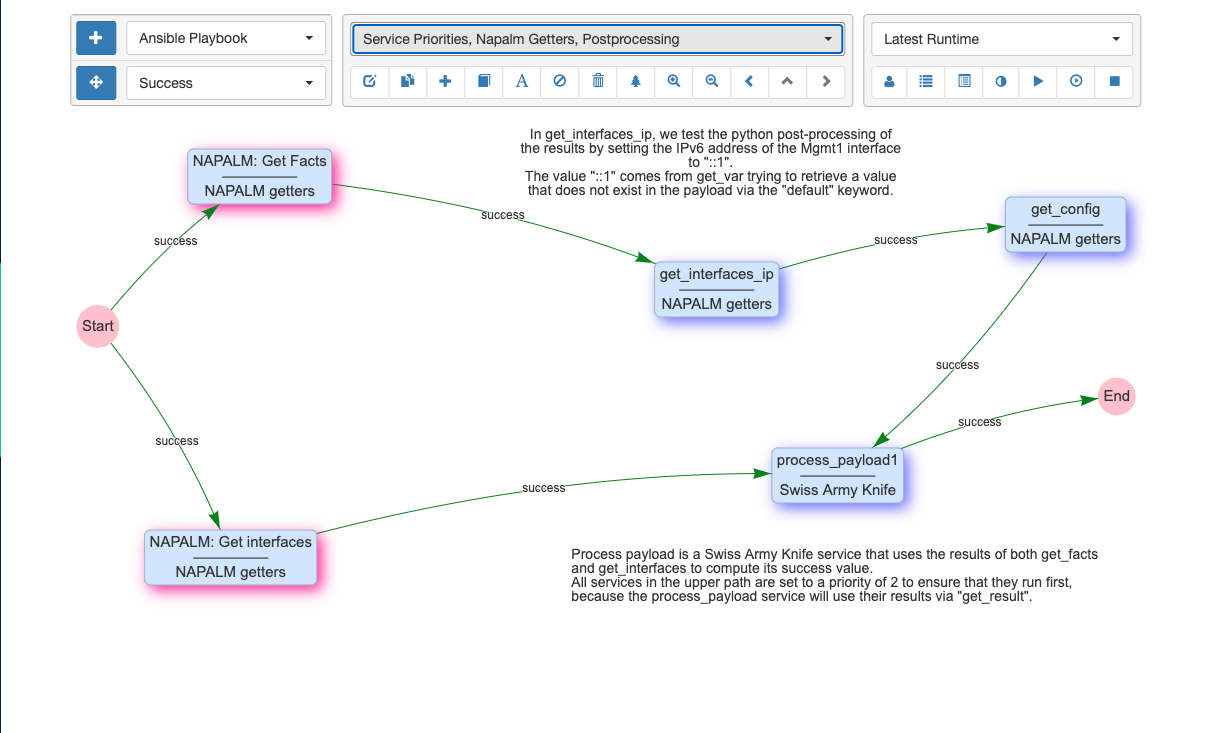 Ansible Playbook
Success
Service Priorities, Napalm Getters, Postprocessing
Latest Runtime
In get_interfaces_ip, we test the python post-processing of
the results by setting the IPv6 address of the Mgmt1 interface
to "::1".
The value "::1" comes from get_var trying to retrieve a value
that does not exist in the payload via the "default" keyword.
NAPALM: Get Facts
NAPALM getters
success
get_config
NAPALM getters
success
success
get_interfaces_ip
NAPALM getters
Start
success
End
success
success
process_payload1
Swiss Army Knife
success
NAPALM: Get interfaces
NAPALM getters
Process payload is a Swiss Army Knife service that uses the results of both get_facts
and get_interfaces to compute its success value.
All services in the upper path are set to a priority of 2 to ensure that they run first,
because the process_payload service will use their results via "get_result".